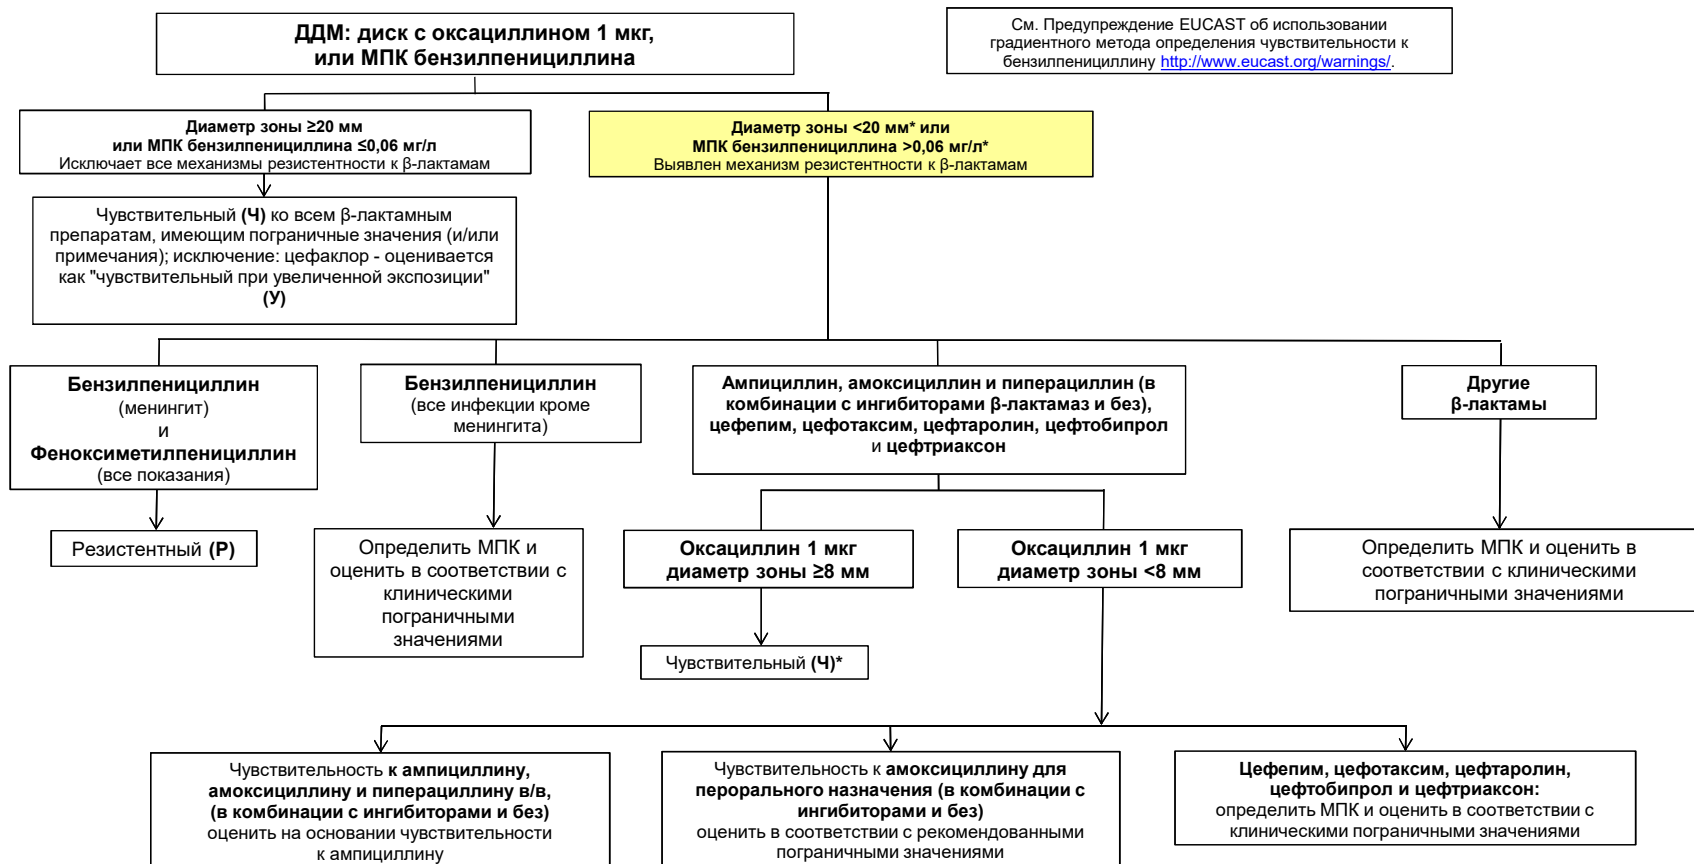 ДДМ: диск с оксациллином 1 мкг,
или МПК бензилпенициллина
См. Предупреждение EUCAST об использовании
градиентного метода определения чувствительности к
бензилпенициллину http://www.eucast.org/warnings/.
Диаметр зоны ≥20 мм
или МПК бензилпенициллина ≤0,06 мг/л
Исключает все механизмы резистентности к β-лактамам
Диаметр зоны <20 мм* или
МПК бензилпенициллина >0,06 мг/л*
Выявлен механизм резистентности к β-лактамам
Чувствительный (Ч) ко всем β-лактамным
препаратам, имеющим пограничные значения (и/или
примечания); исключение: цефаклор - оценивается
как "чувствительный при увеличенной экспозиции"
(У)
Бензилпенициллин
(менингит)
и
Феноксиметилпенициллин
(все показания)
Бензилпенициллин
(все инфекции кроме
менингита)
Ампициллин, амоксициллин и пиперациллин (в
комбинации с ингибиторами β-лактамаз и без),
цефепим, цефотаксим, цефтаролин, цефтобипрол
и цефтриаксон
Другие
β-лактамы
Резистентный (Р)
Определить МПК и
оценить в соответствии с
клиническими
пограничными
значениями
Оксациллин 1 мкг
диаметр зоны ≥8 мм
Оксациллин 1 мкг
диаметр зоны <8 мм
Определить МПК и оценить в
соответствии с клиническими
пограничными значениями
Чувствительный (Ч)*
Чувствительность к ампициллину,
амоксициллину и пиперациллину в/в,
(в комбинации с ингибиторами и без)
оценить на основании чувствительности
к ампициллину
Чувствительность к амоксициллину для
перорального назначения (в комбинации с
ингибиторами и без)
оценить в соответствии с рекомендованными
пограничными значениями
Цефепим, цефотаксим, цефтаролин,
цефтобипрол и цефтриаксон:
определить МПК и оценить в соответствии с
клиническими пограничными значениями